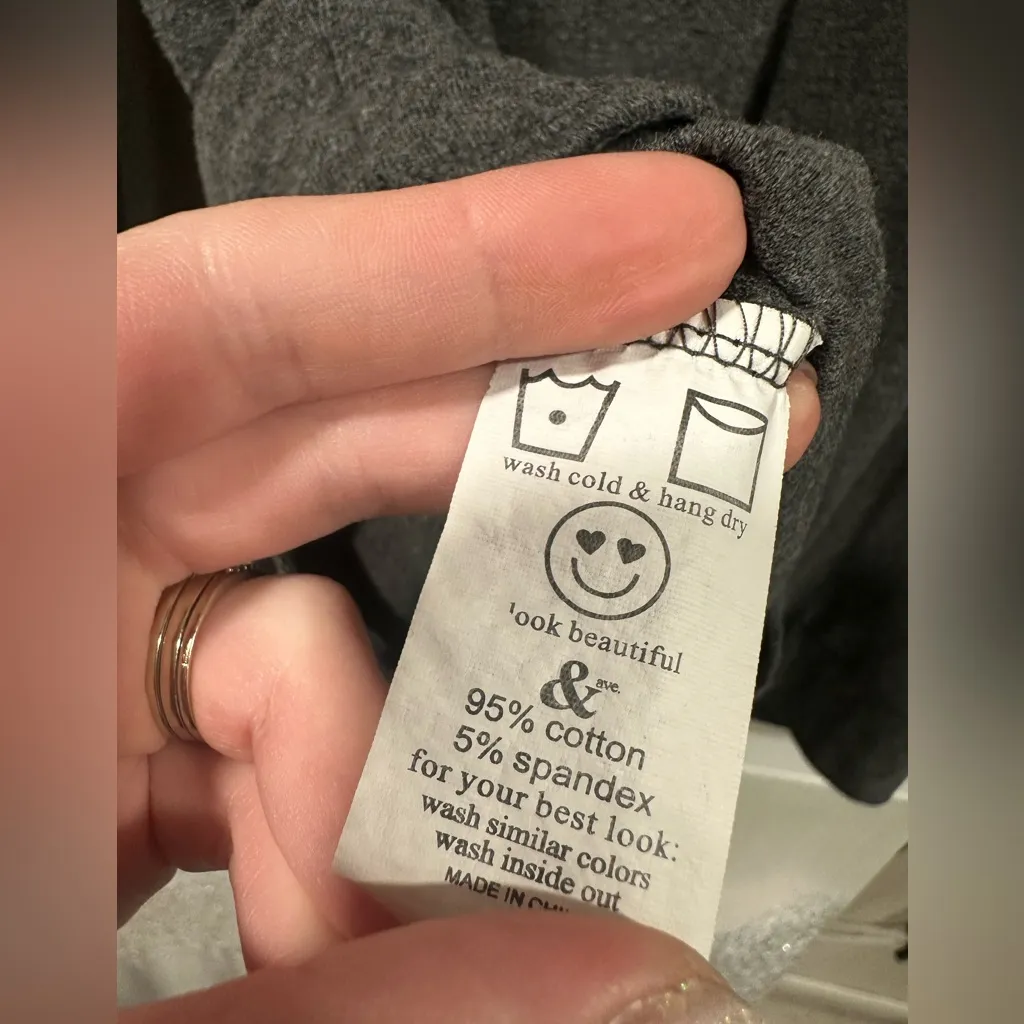 wash cold & hang dry
look beautiful
& ave.
95% cotton
5% spandex
for your best look:
wash similar colors
wash inside out
MADE IN